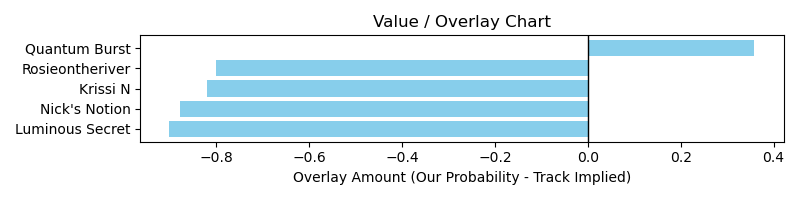 Value / Overlay Chart
Quantum Burst
Rosieontheriver
Krissi N
Nick's Notion
Luminous Secret
−0.8 −0.6 −0.4 −0.2 0.0 0.2 0.4
Overlay Amount (Our Probability - Track Implied)